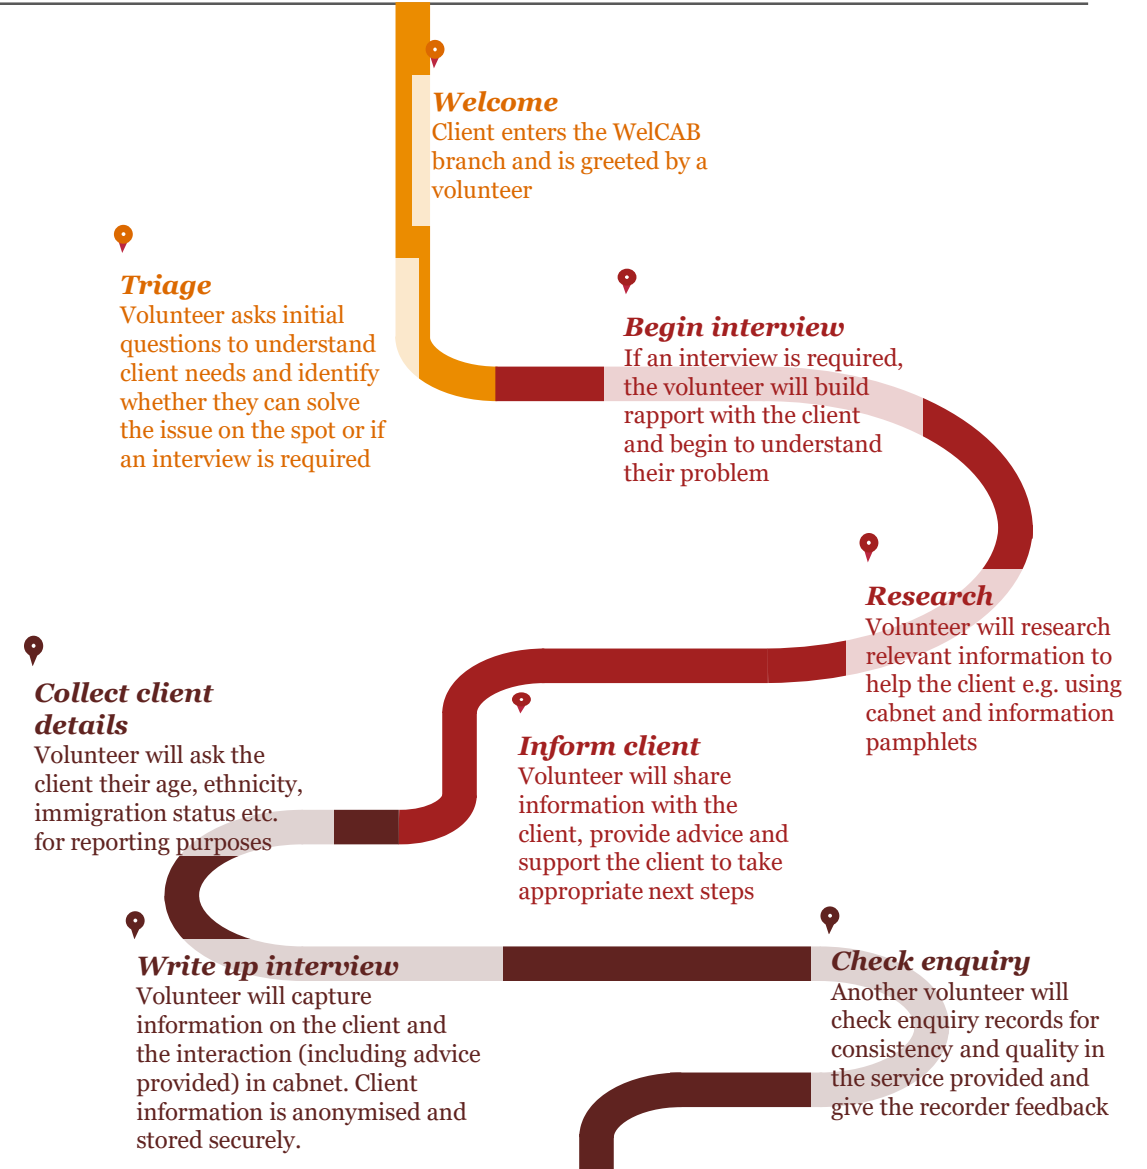 Welcome
Client enters the WelCAB
branch and is greeted by a
volunteer
Triage
Volunteer asks initial
questions to understand
client needs and identify
whether they can solve
the issue on the spot or if
an interview is required
Begin interview
If an interview is required,
the volunteer will build
rapport with the client
and begin to understand
their problem
Research
Volunteer will research
relevant information to
help the client e.g. using
cabnet and information
pamphlets
Inform client
Volunteer will share
information with the
client, provide advice and
support the client to take
appropriate next steps
Collect client
details
Volunteer will ask the
client their age, ethnicity,
immigration status etc.
for reporting purposes
Write up interview
Volunteer will capture
information on the client and
the interaction (including advice
provided) in cabnet. Client
information is anonymised and
stored securely.
Check enquiry
Another volunteer will
check enquiry records for
consistency and quality in
the service provided and
give the recorder feedback